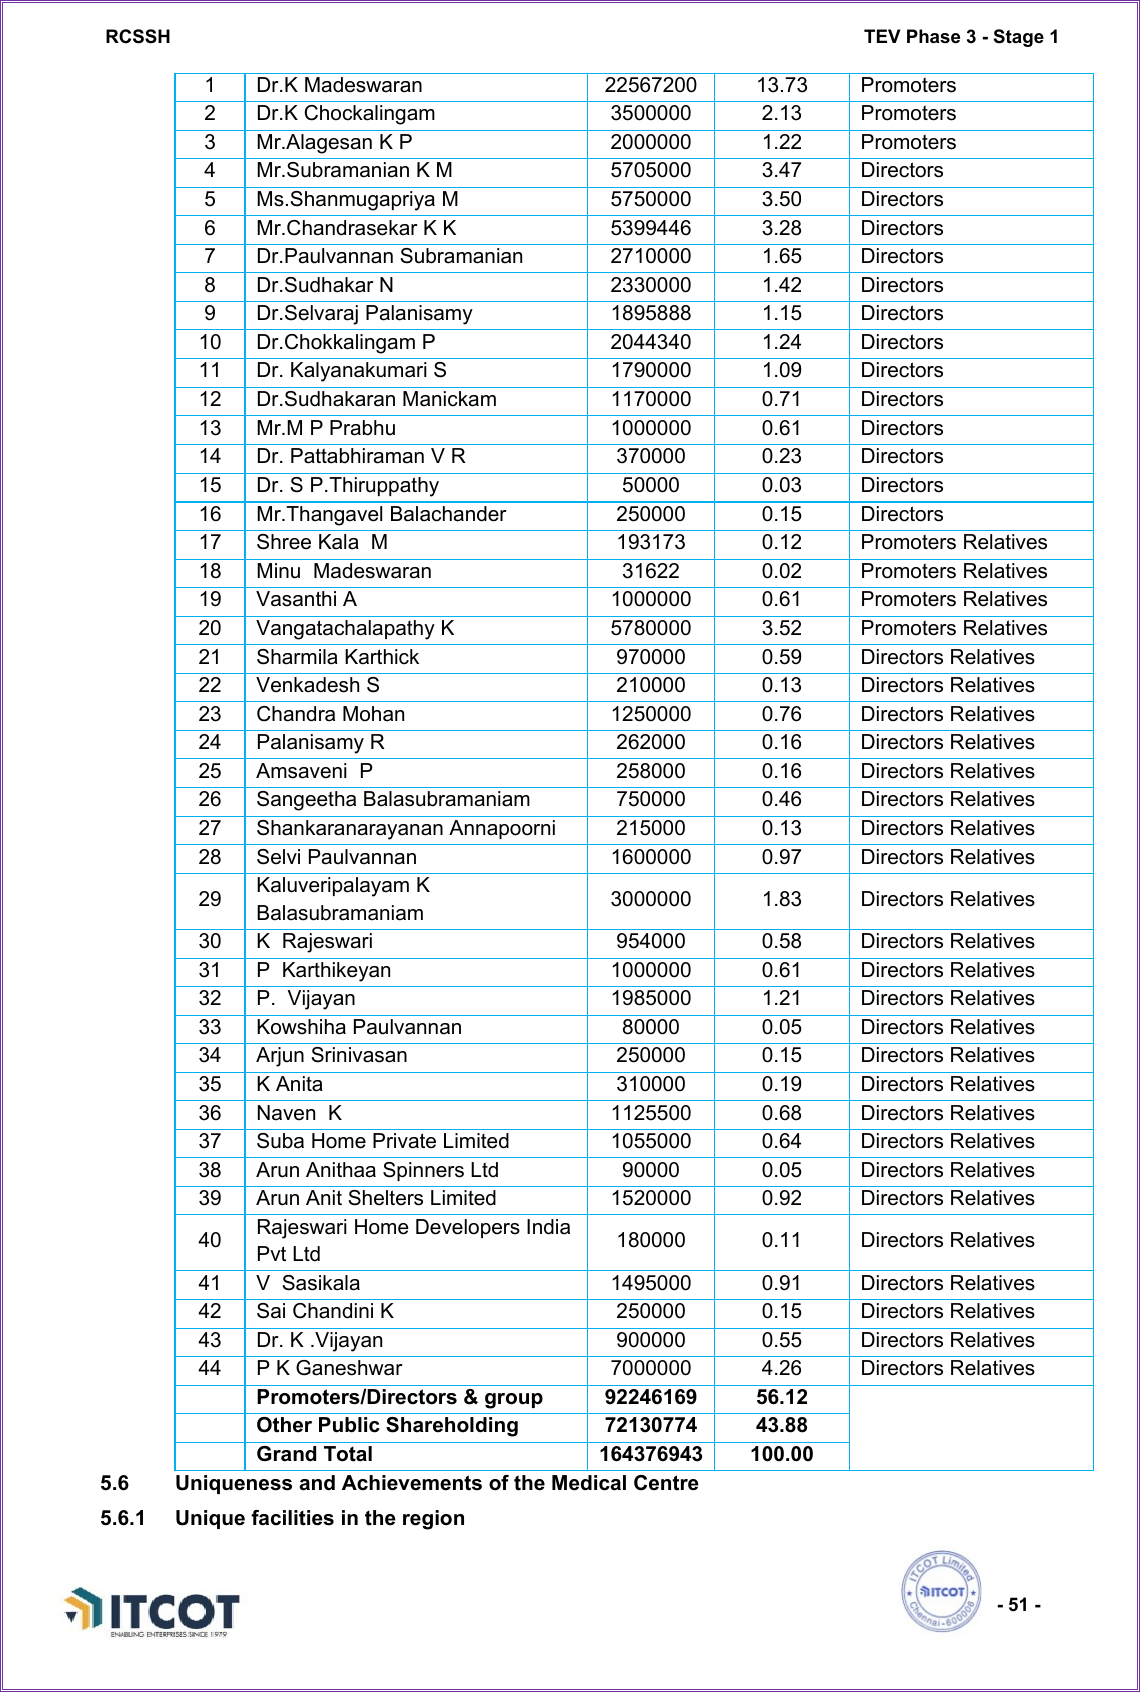 RCSSH TEV Phase 3 - Stage 1
1 Dr.K Madeswaran 22567200 13.73 Promoters
2 Dr.K Chockalingam 3500000 2.13 Promoters
3 Mr.Alagesan K P 2000000 1.22 Promoters
4 Mr.Subramanian K M 5705000 3.47 Directors
5 Ms.Shanmugapriya M 5750000 3.50 Directors
6 Mr.Chandrasekar K K 5399446 3.28 Directors
7 Dr.Paulvannan Subramanian 2710000 1.65 Directors
8 Dr.Sudhakar N 2330000 1.42 Directors
9 Dr.Selvaraj Palanisamy 1895888 1.15 Directors
10 Dr.Chokkalingam P 2044340 1.24 Directors
11 Dr. Kalyanakumari S 1790000 1.09 Directors
12 Dr.Sudhakaran Manickam 1170000 0.71 Directors
13 Mr.M P Prabhu 1000000 0.61 Directors
14 Dr. Pattabhiraman V R 370000 0.23 Directors
15 Dr. S P.Thiruppathy 50000 0.03 Directors
16 Mr.Thangavel Balachander 250000 0.15 Directors
17 Shree Kala M 193173 0.12 Promoters Relatives
18 Minu Madeswaran 31622 0.02 Promoters Relatives
19 Vasanthi A 1000000 0.61 Promoters Relatives
20 Vangatachalapathy K 5780000 3.52 Promoters Relatives
21 Sharmila Karthick 970000 0.59 Directors Relatives
22 Venkadesh S 210000 0.13 Directors Relatives
23 Chandra Mohan 1250000 0.76 Directors Relatives
24 Palanisamy R 262000 0.16 Directors Relatives
25 Amsaveni P 258000 0.16 Directors Relatives
26 Sangeetha Balasubramaniam 750000 0.46 Directors Relatives
27 Shankaranarayanan Annapoorni 215000 0.13 Directors Relatives
28 Selvi Paulvannan 1600000 0.97 Directors Relatives
29 Kaluveripalayam K
Balasubramaniam 3000000 1.83 Directors Relatives
30 K Rajeswari 954000 0.58 Directors Relatives
31 P Karthikeyan 1000000 0.61 Directors Relatives
32 P. Vijayan 1985000 1.21 Directors Relatives
33 Kowshiha Paulvannan 80000 0.05 Directors Relatives
34 Arjun Srinivasan 250000 0.15 Directors Relatives
35 K Anita 310000 0.19 Directors Relatives
36 Naven K 1125500 0.68 Directors Relatives
37 Suba Home Private Limited 1055000 0.64 Directors Relatives
38 Arun Anithaa Spinners Ltd 90000 0.05 Directors Relatives
39 Arun Anit Shelters Limited 1520000 0.92 Directors Relatives
40 Rajeswari Home Developers India
Pvt Ltd 180000 0.11 Directors Relatives
41 V Sasikala 1495000 0.91 Directors Relatives
42 Sai Chandini K 250000 0.15 Directors Relatives
43 Dr. K .Vijayan 900000 0.55 Directors Relatives
44 P K Ganeshwar 7000000 4.26 Directors Relatives
Promoters/Directors & group 92246169 56.12
Other Public Shareholding 72130774 43.88
Grand Total 164376943 100.00
5.6 Uniqueness and Achievements of the Medical Centre
5.6.1 Unique facilities in the region
ITCOT
ENABLING ENTERPRISES SINCE 1979
ITCOT Limited
ITCOT
Chennai-600006
- 51 -